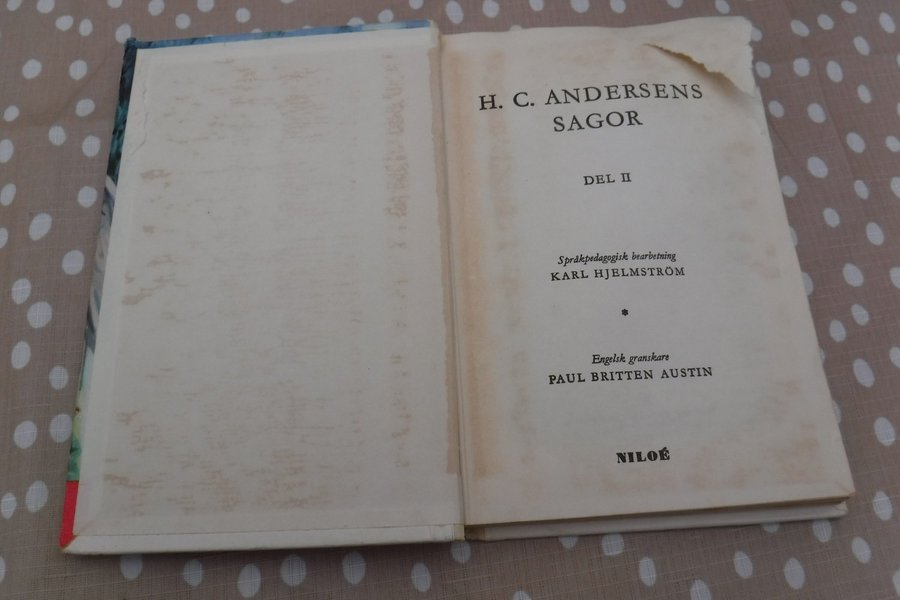 H. C. ANDERSENS
SAGOR
DEL II
Språkpedagogisk bearbetning
KARL HJELMSTRÖM
*
Engelsk granskare
PAUL BRITTEN AUSTIN
NILOÉ